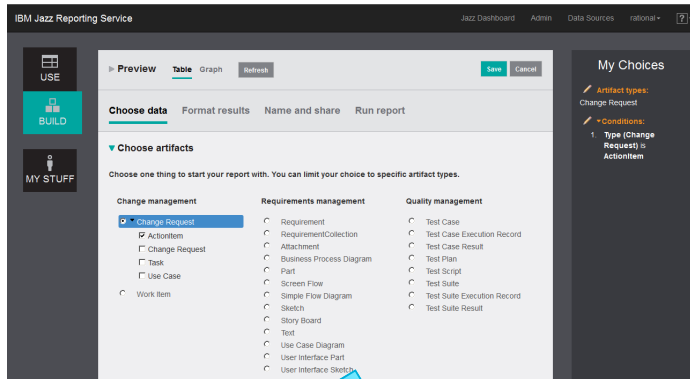 IBM Jazz Reporting Service
Jazz Dashboard Admin Data Sources rational ?
USE
BUILD
MY STUFF
Preview Table Graph Refresh Save Cancel
Choose data Format results Name and share Run report
Choose artifacts
Choose one thing to start your report with. You can limit your choice to specific artifact types.
Change management
Change Request
ActionItem
Change Request
Task
Use Case
Work Item
Requirements management
Requirement
RequirementCollection
Attachment
Business Process Diagram
Part
Screen Flow
Simple Flow Diagram
Sketch
Story Board
Text
Use Case Diagram
User Interface Part
User Interface Sketch
Quality management
Test Case
Test Case Execution Record
Test Case Result
Test Plan
Test Script
Test Suite
Test Suite Execution Record
Test Suite Result
My Choices
Artifact types:
Change Request
Conditions:
1. Type (Change
Request) is
ActionItem